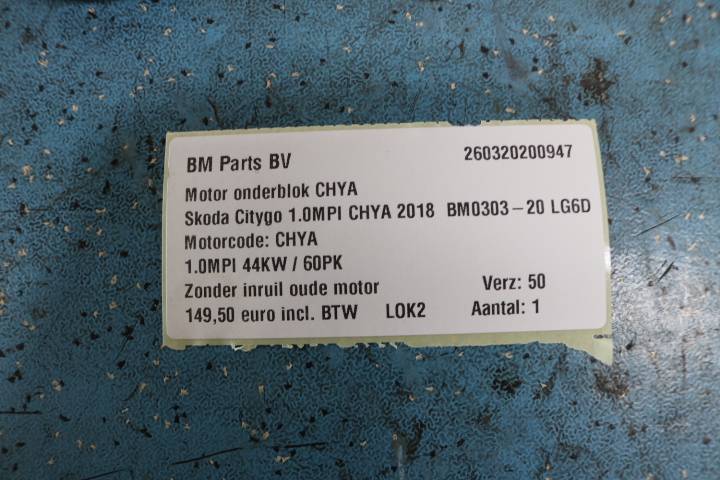 BM Parts BV 260320200947
Motor onderblok CHYA
Skoda Citygo 1.0MPI CHYA 2018 BM0303-20 LG6D
Motorcode: CHYA
1.0MPI 44KW / 60PK
Zonder inruil oude motor Verz: 50
149,50 euro incl. BTW LOK2 Aantal: 1